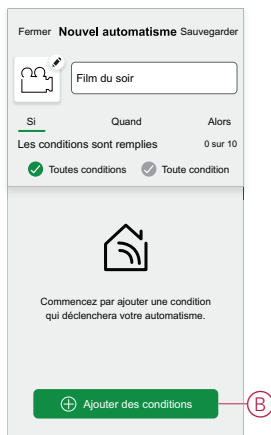 Fermer Nouvel automatisme Sauvegarder
Film du soir
Si Quand Alors
Les conditions sont remplies 0 sur 10
Toutes conditions Toute condition
Commencez par ajouter une condition
qui déclenchera votre automatisme.
Ajouter des conditions B